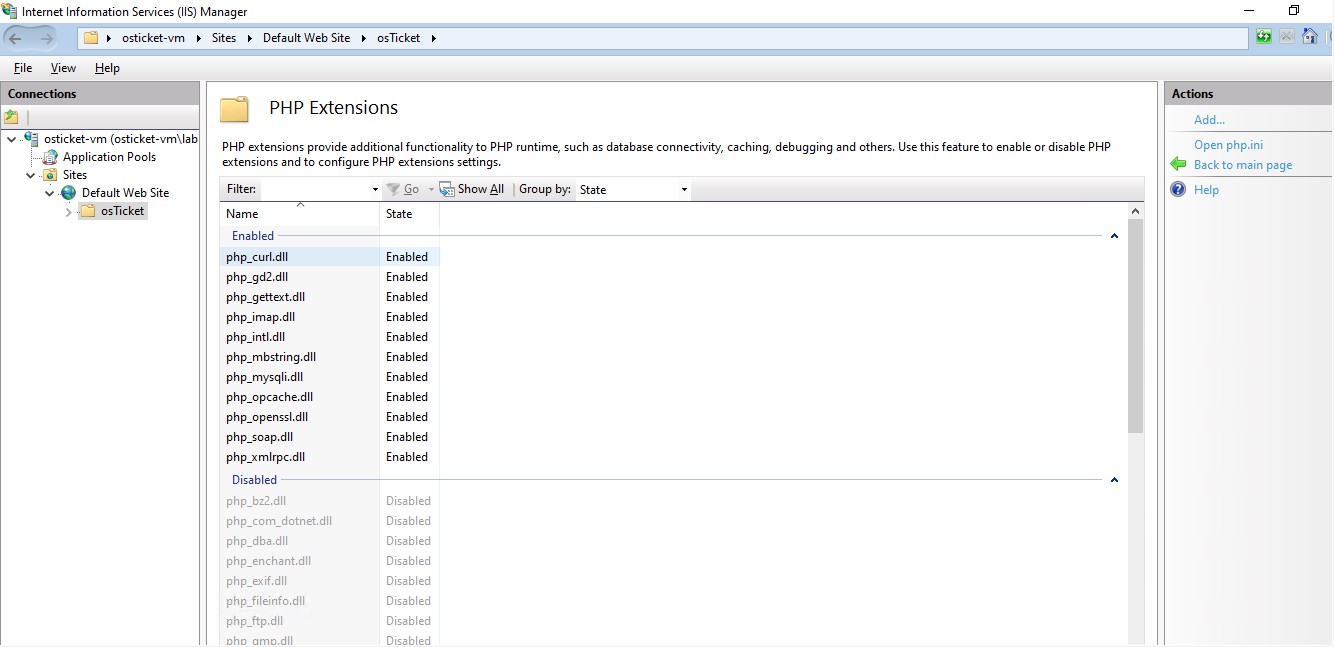 Internet Information Services (IIS) Manager
osticket-vm Sites Default Web Site osTicket
File View Help
Connections
osticket-vm (osticket-vm\lab
Application Pools
Sites
Default Web Site
osTicket
PHP Extensions
PHP extensions provide additional functionality to PHP runtime, such as database connectivity, caching, debugging and others. Use this feature to enable or disable PHP
extensions and to configure PHP extensions settings.
Filter: Go Show All Group by: State
Name State
Enabled
php_curl.dll Enabled
php_gd2.dll Enabled
php_gettext.dll Enabled
php_imap.dll Enabled
php_intl.dll Enabled
php_mbstring.dll Enabled
php_mysqli.dll Enabled
php_opcache.dll Enabled
php_openssl.dll Enabled
php_soap.dll Enabled
php_xmlrpc.dll Enabled
Disabled
php_bz2.dll Disabled
php_com_dotnet.dll Disabled
php_dba.dll Disabled
php_enchant.dll Disabled
php_exif.dll Disabled
php_fileinfo.dll Disabled
php_ftp.dll Disabled
php_gmp.dll Disabled
Actions
Add...
Open php.ini
Back to main page
Help